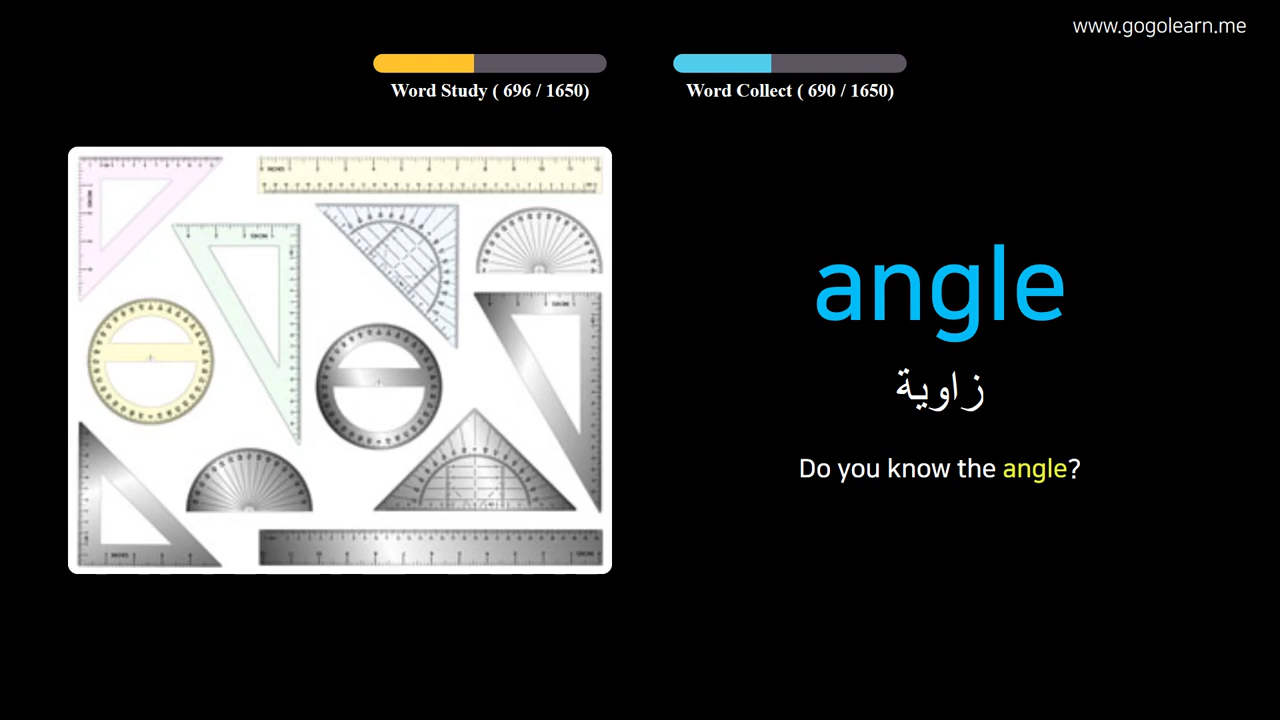 www.gogolearn.me
Word Study ( 696 / 1650)
Word Collect ( 690 / 1650)
angle
زاوية
Do you know the angle?